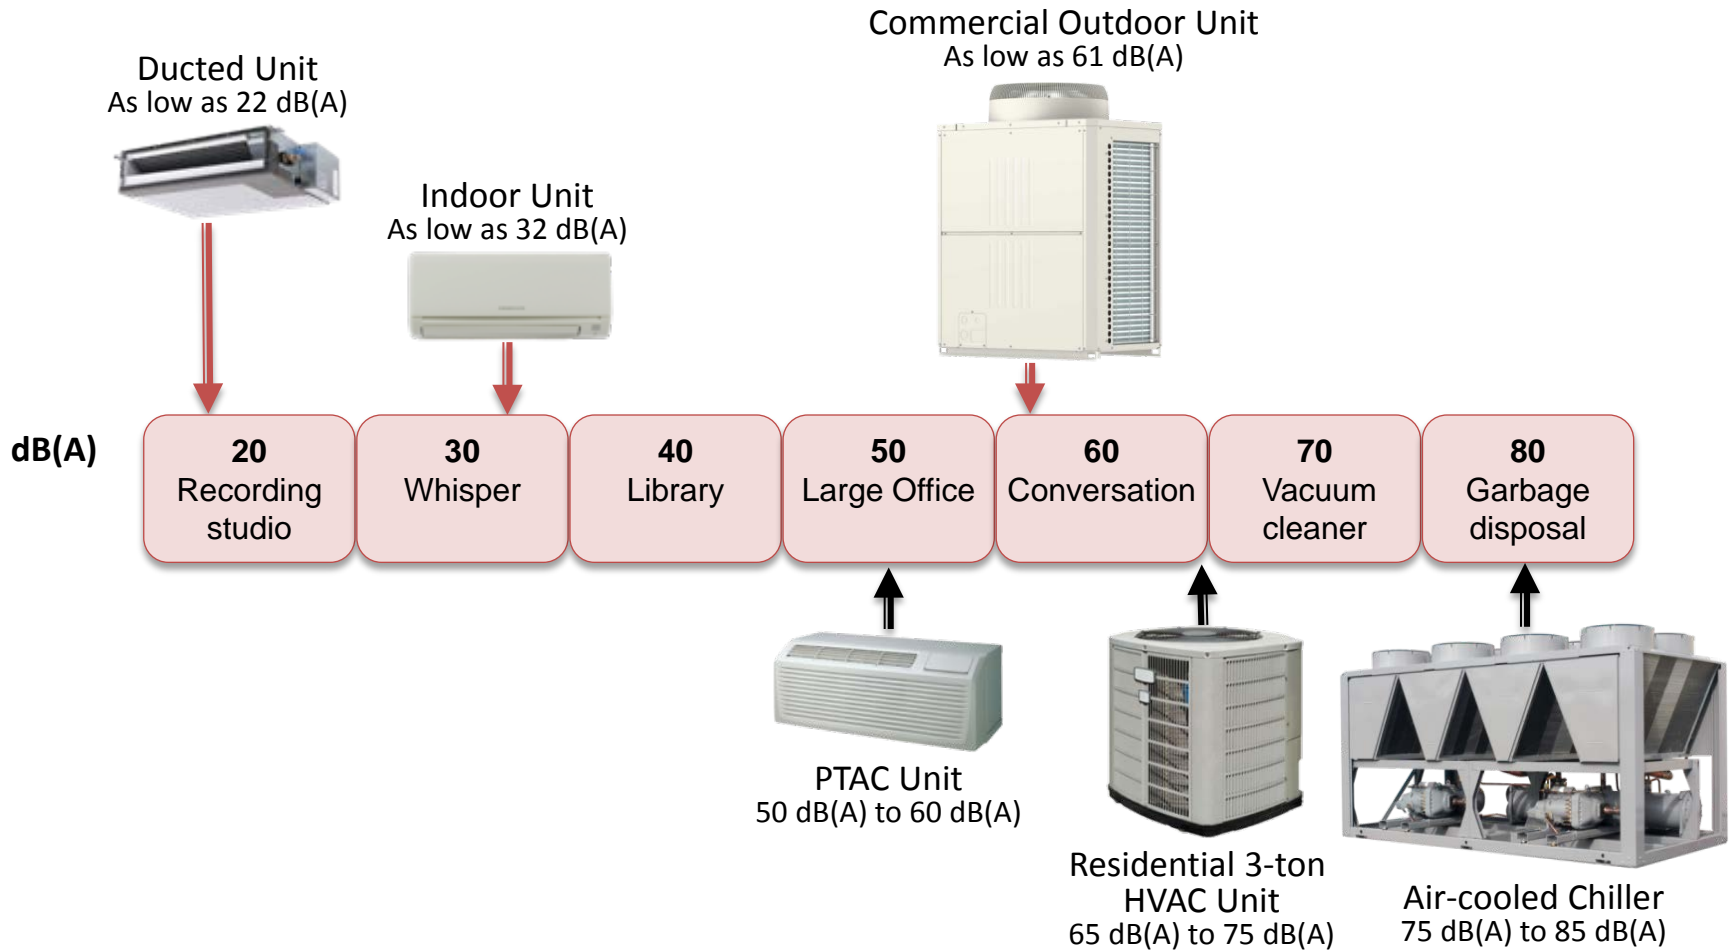 Commercial Outdoor Unit
As low as 61 dB(A)
Ducted Unit
As low as 22 dB(A)
Indoor Unit
As low as 32 dB(A)
dB(A)
20
Recording
studio
30
Whisper
40
Library
50
Large Office
60
Conversation
70
Vacuum
cleaner
80
Garbage
disposal
PTAC Unit
50 dB(A) to 60 dB(A)
Residential 3-ton
HVAC Unit
65 dB(A) to 75 dB(A)
Air-cooled Chiller
75 dB(A) to 85 dB(A)